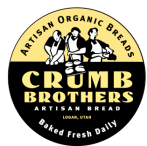 ARTISAN ORGANIC BREADS
CRUMB
BROTHERS
ARTISAN BREAD
LOGAN, UTAH
Baked Fresh Daily